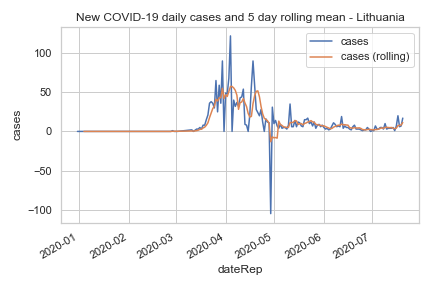 New COVID-19 daily cases and 5 day rolling mean - Lithuania
cases
cases (rolling)
100
50
0
−50
−100
cases
2020-01
2020-02
2020-03
2020-04
2020-05
2020-06
2020-07
dateRep